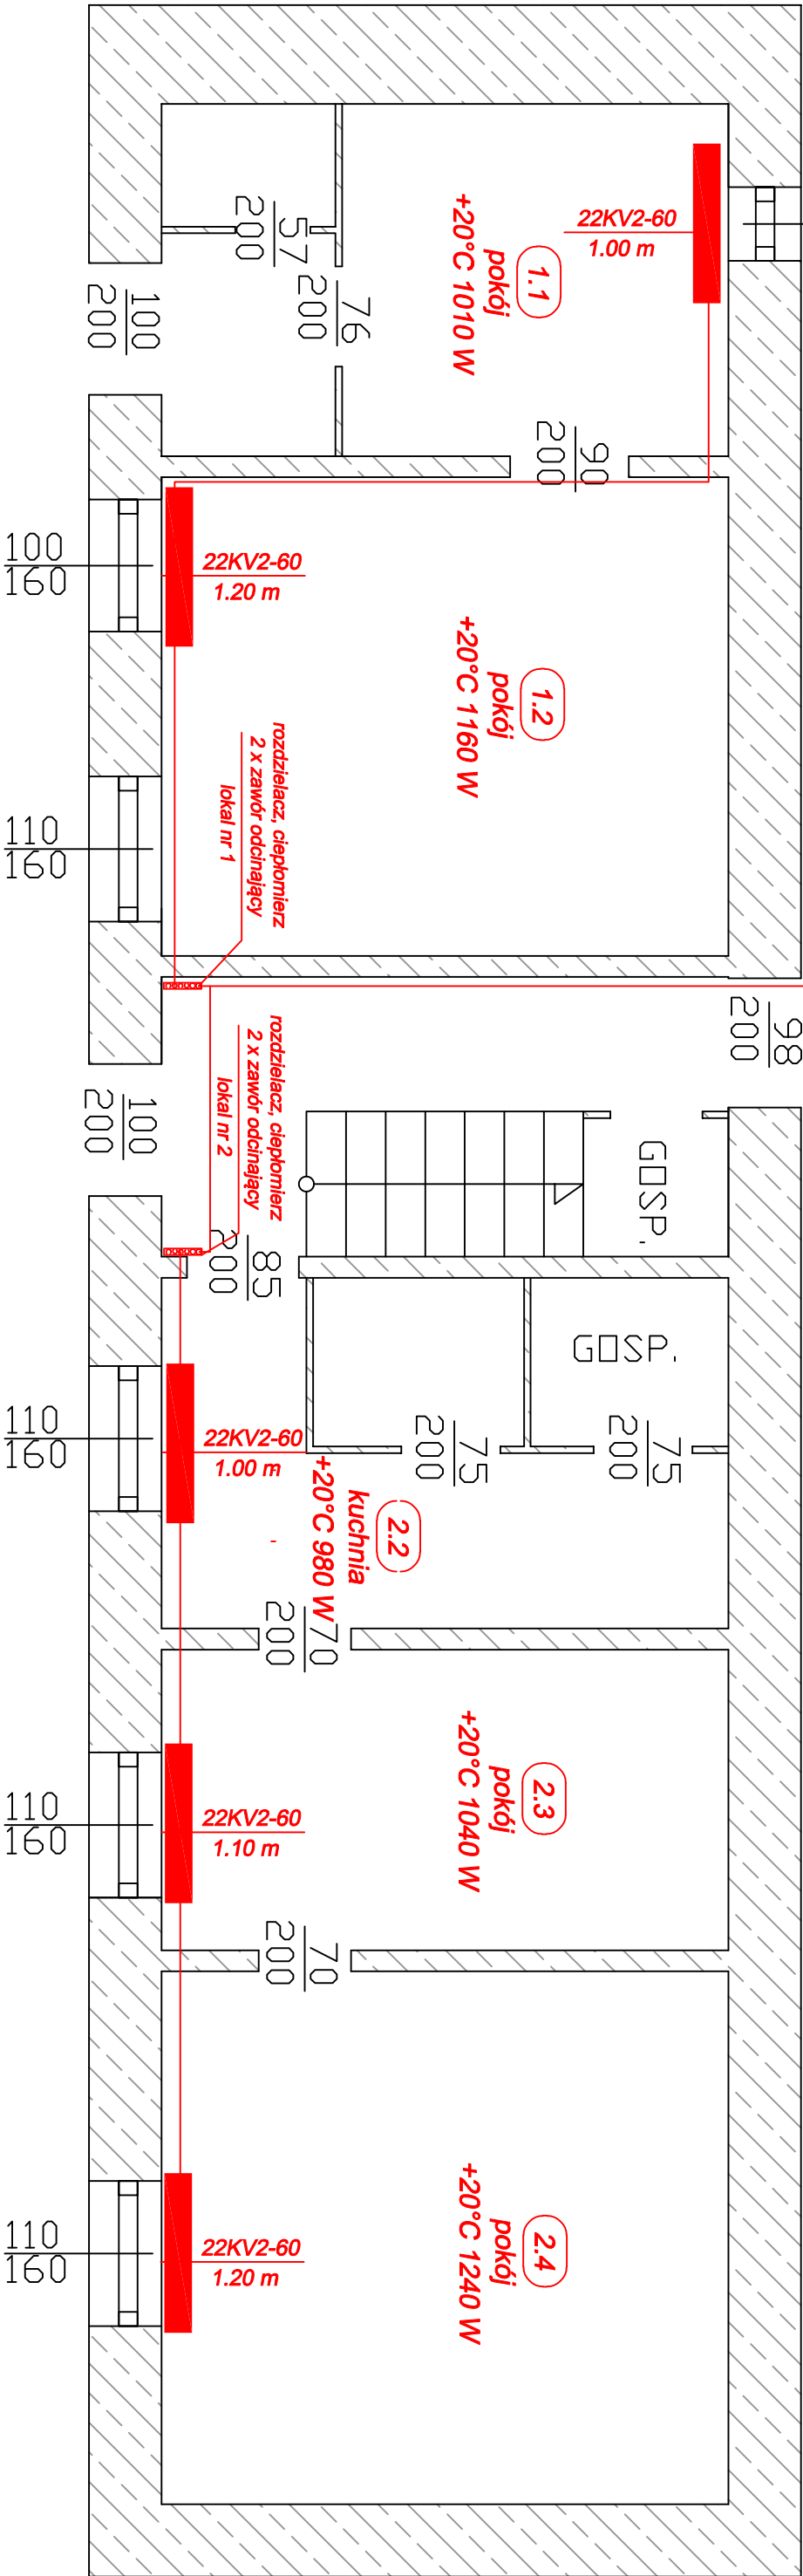 22KV2-60
1.00 m
1.1
pokój
+20°C 1010 W
57
200
76
200
100
200
90
200
100
160
22KV2-60
1.20 m
1.2
pokój
+20°C 1160 W
rozdzielacz, ciepłomierz
2 x zawór odcinający
lokal nr 1
110
160
98
200
rozdzielacz, ciepłomierz
2 x zawór odcinający
lokal nr 2
100
200
GOSP.
85
200
GOSP.
75
200
75
200
110
160
22KV2-60
1.00 m
2.2
kuchnia
+20°C 980 W
70
200
110
160
22KV2-60
1.10 m
2.3
pokój
+20°C 1040 W
70
200
110
160
22KV2-60
1.20 m
2.4
pokój
+20°C 1240 W